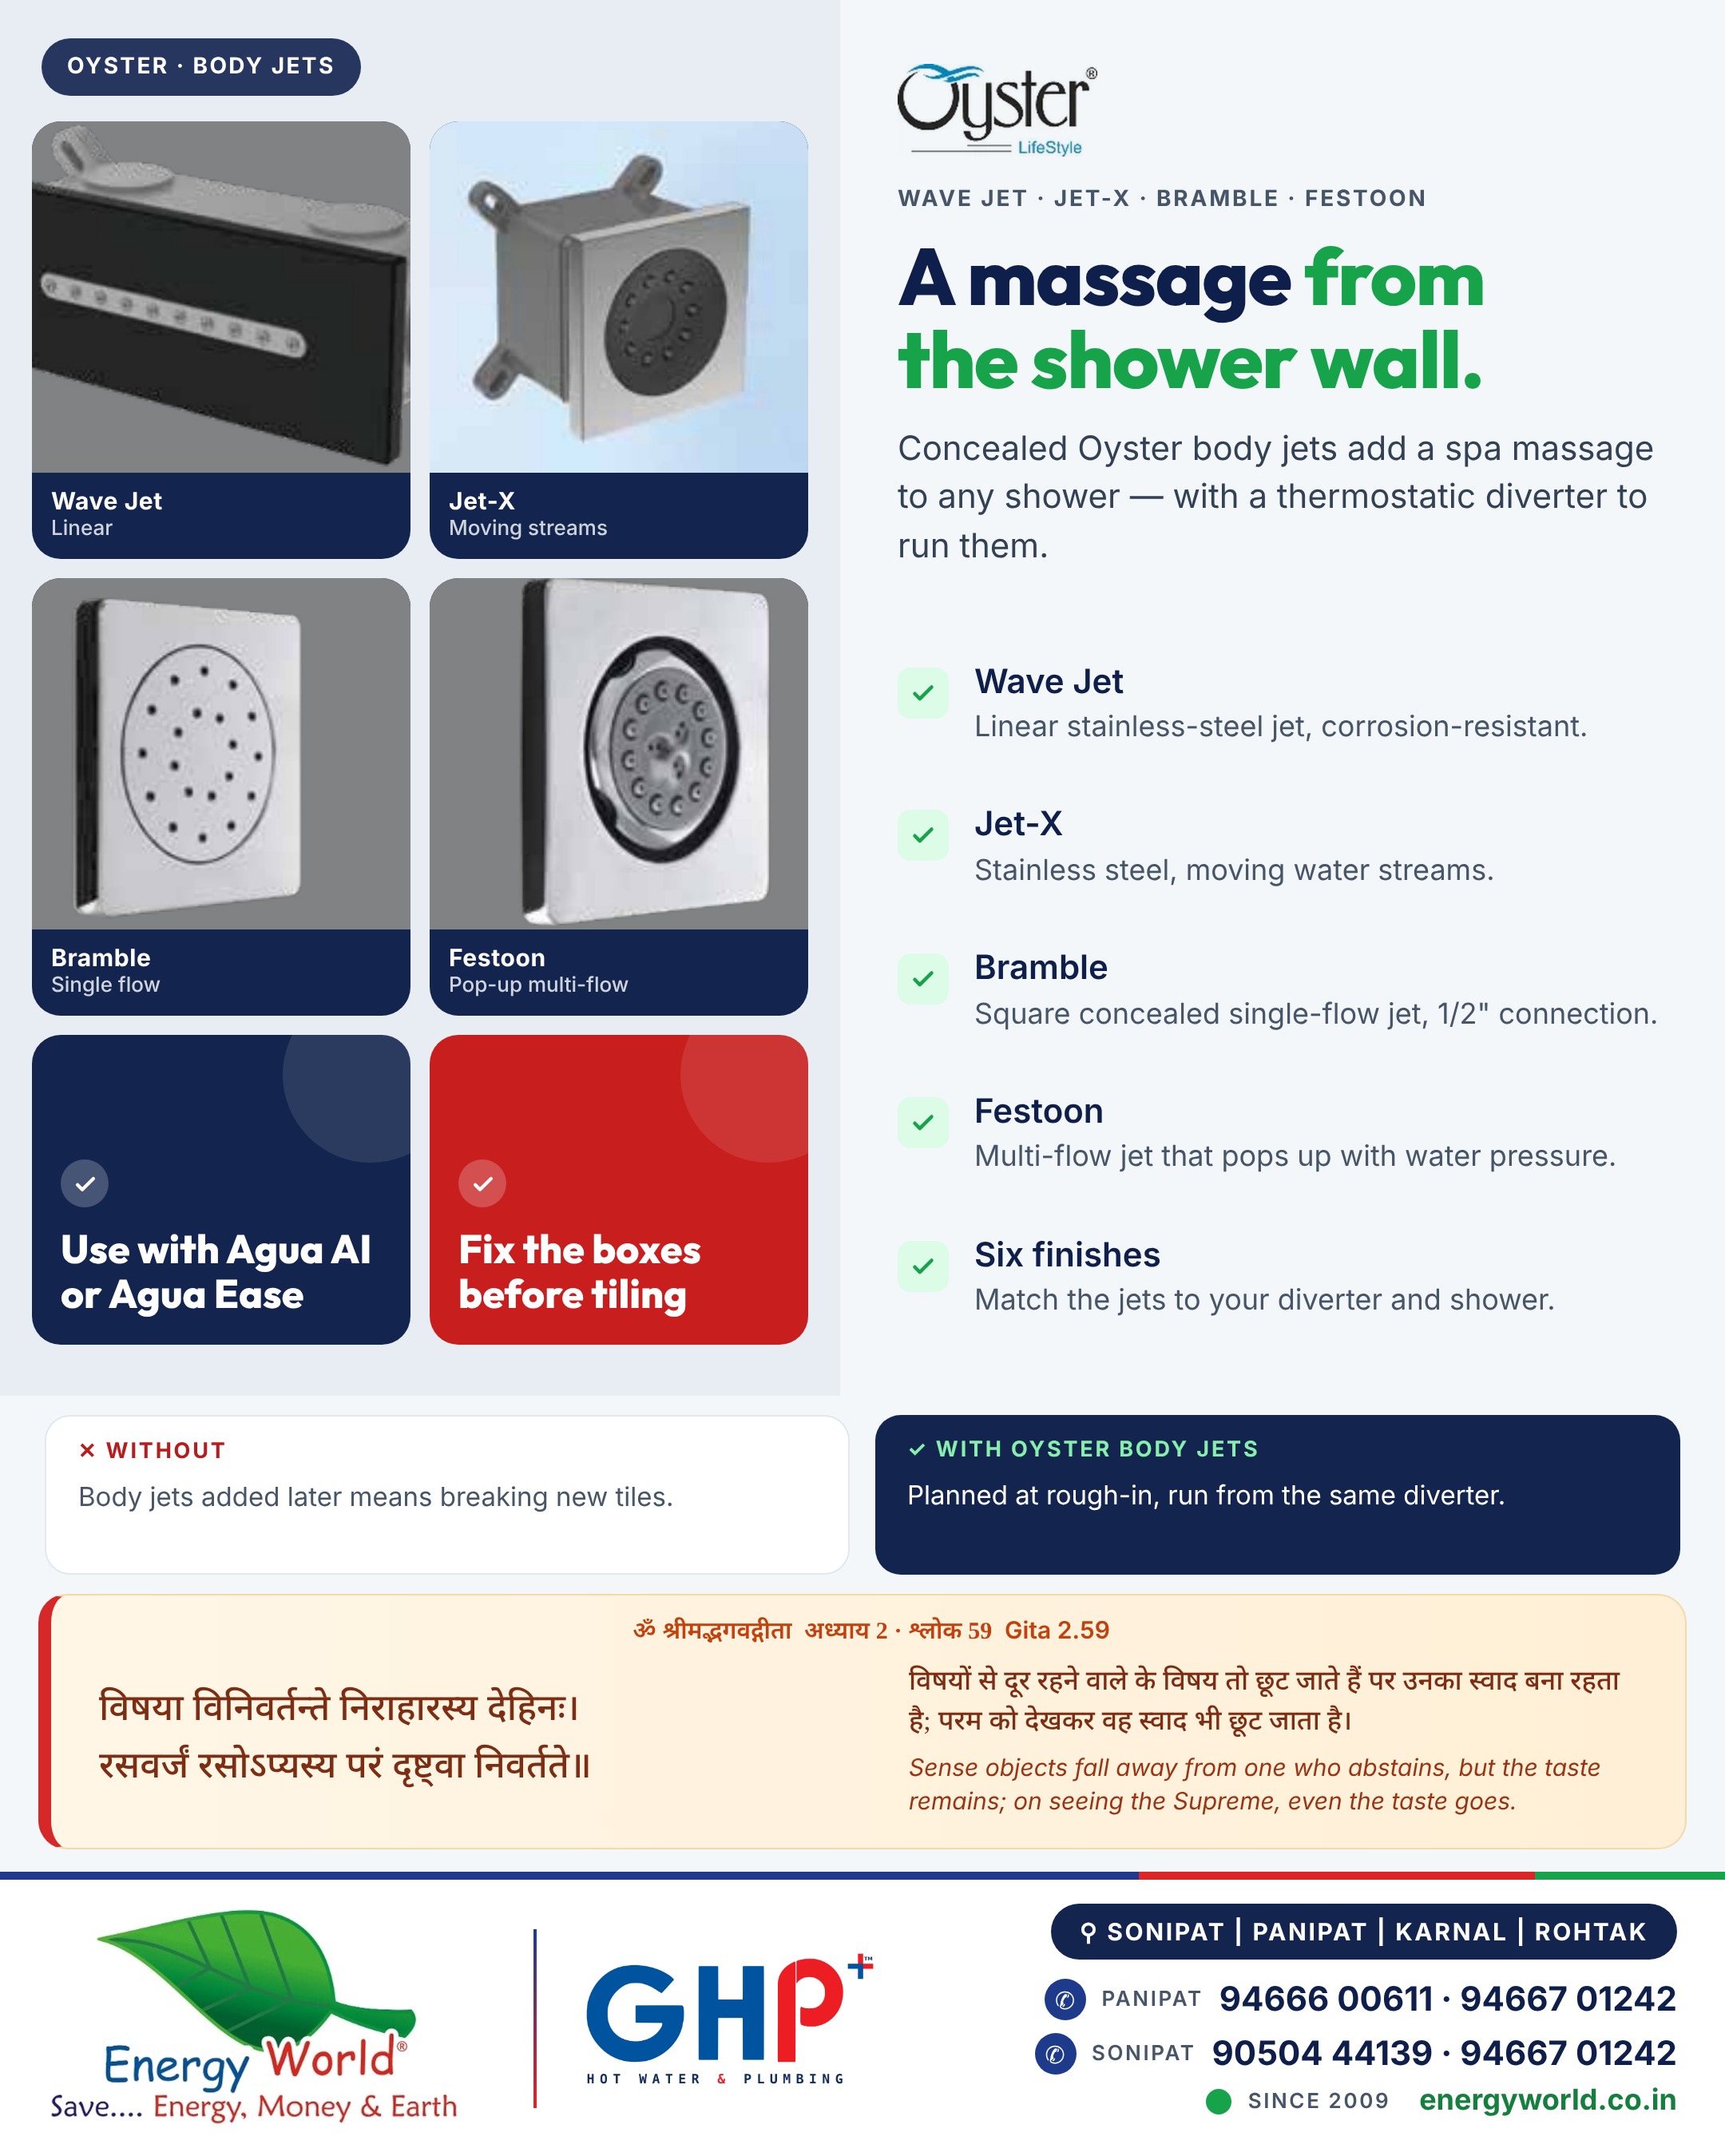 OYSTER · BODY JETS
Wave Jet
Linear
Jet-X
Moving streams
Bramble
Single flow
Festoon
Pop-up multi-flow
Use with Agua AI
or Agua Ease
Fix the boxes
before tiling
Oyster®
LifeStyle
WAVE JET · JET-X · BRAMBLE · FESTOON
A massage from
the shower wall.
Concealed Oyster body jets add a spa massage
to any shower — with a thermostatic diverter to
run them.
Wave Jet
Linear stainless-steel jet, corrosion-resistant.
Jet-X
Stainless steel, moving water streams.
Bramble
Square concealed single-flow jet, 1/2" connection.
Festoon
Multi-flow jet that pops up with water pressure.
Six finishes
Match the jets to your diverter and shower.
✕ WITHOUT
Body jets added later means breaking new tiles.
✓ WITH OYSTER BODY JETS
Planned at rough-in, run from the same diverter.
ॐ श्रीमद्भगवद्गीता अध्याय 2 · श्लोक 59 Gita 2.59
विषया विनिवर्तन्ते निराहारस्य देहिनः।
रसवर्जं रसोऽप्यस्य परं दृष्ट्वा निवर्तते॥
विषयों से दूर रहने वाले के विषय तो छूट जाते हैं पर उनका स्वाद बना रहता
है; परम को देखकर वह स्वाद भी छूट जाता है।
Sense objects fall away from one who abstains, but the taste
remains; on seeing the Supreme, even the taste goes.
Energy World®
Save.... Energy, Money & Earth
GHP+™
HOT WATER & PLUMBING
SONIPAT | PANIPAT | KARNAL | ROHTAK
PANIPAT 94666 00611 · 94667 01242
SONIPAT 90504 44139 · 94667 01242
SINCE 2009 energyworld.co.in